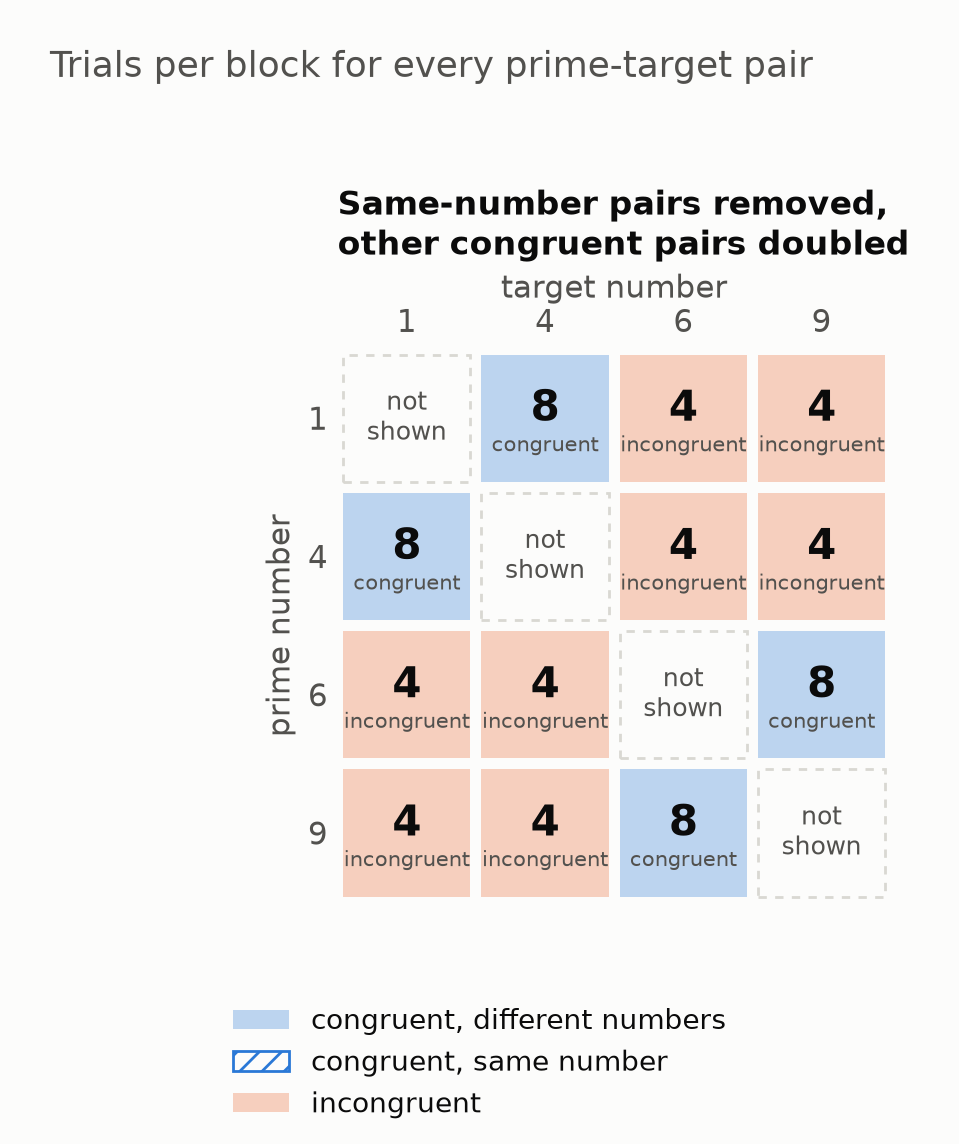 Trials per block for every prime-target pair
Same-number pairs removed,
other congruent pairs doubled
target number
1 4 6 9
prime number
1
not
shown
8
congruent
4
incongruent
4
incongruent
4
8
congruent
not
shown
4
incongruent
4
incongruent
6
4
incongruent
4
incongruent
not
shown
8
congruent
9
4
incongruent
4
incongruent
8
congruent
not
shown
congruent, different numbers
congruent, same number
incongruent